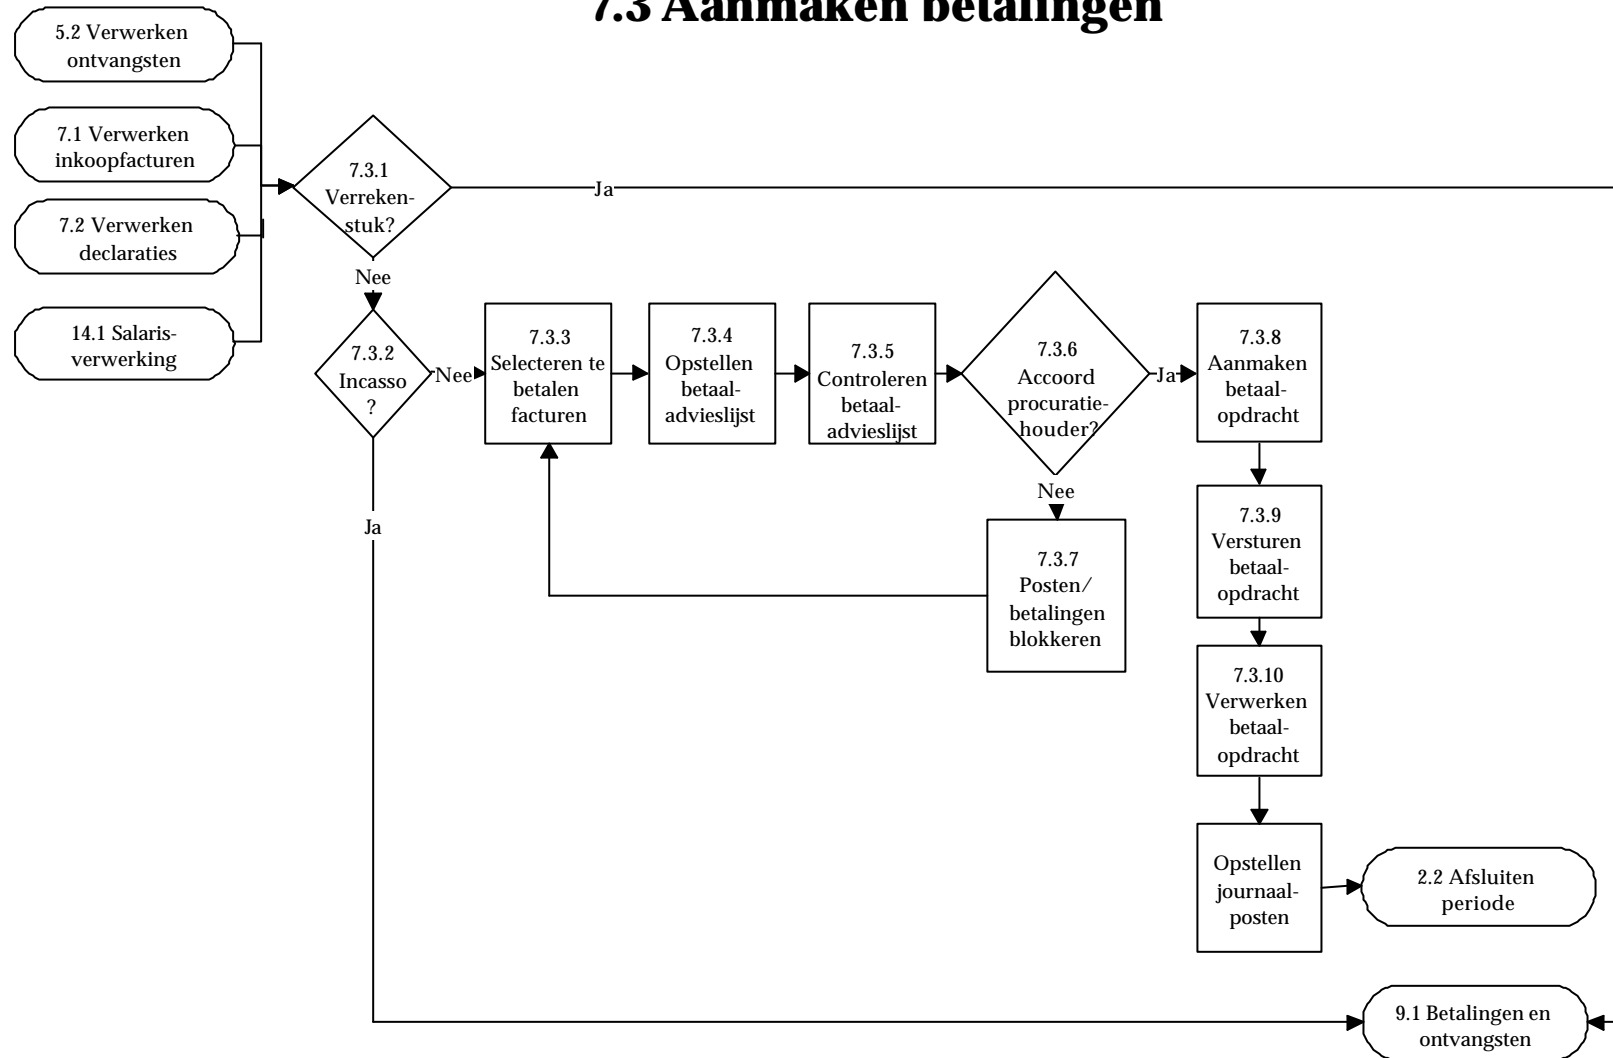 7.3 Aanmaken betalingen
5.2 Verwerken
ontvangsten
7.1 Verwerken
inkoopfacturen
7.2 Verwerken
declaraties
14.1 Salaris-
verwerking
7.3.1
Verreken-
stuk?
Ja
Nee
7.3.2
Incasso
?
Nee
7.3.3
Selecteren te
betalen
facturen
7.3.4
Opstellen
betaal-
advieslijst
7.3.5
Controleren
betaal-
advieslijst
7.3.6
Accoord
procuratie-
houder?
Ja
7.3.8
Aanmaken
betaal-
opdracht
Nee
7.3.7
Posten/
betalingen
blokkeren
7.3.9
Versturen
betaal-
opdracht
Ja
7.3.10
Verwerken
betaal-
opdracht
Opstellen
journaal-
posten
2.2 Afsluiten
periode
9.1 Betalingen en
ontvangsten